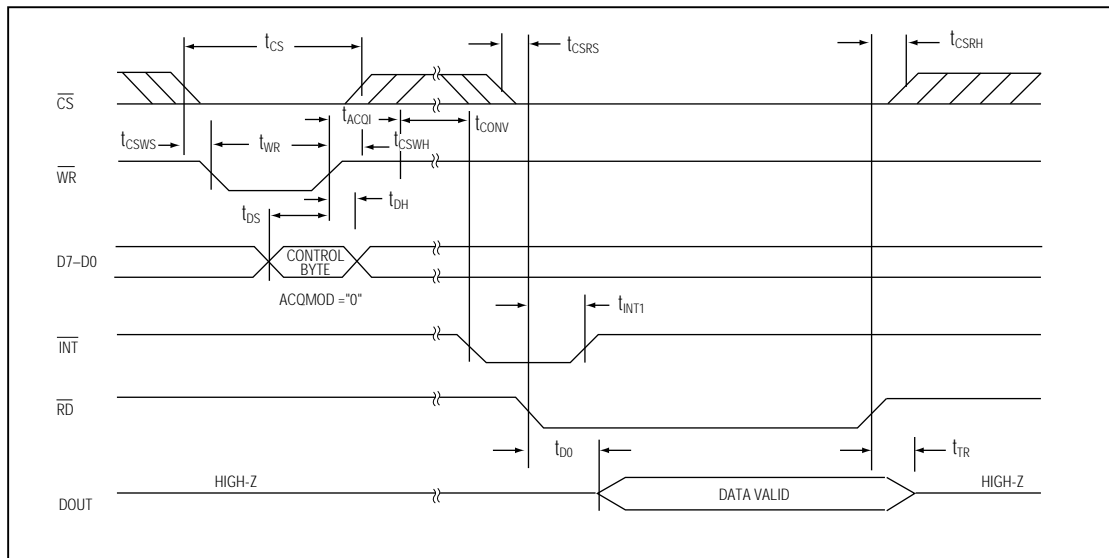 tCS
tCSRS
tCSRH
CS
tACQI
tCONV
tCSWS
tWR
tCSWH
WR
tDS
tDH
D7–D0
CONTROL
BYTE
ACQMOD ="0"
tINT1
INT
RD
tD0
tTR
HIGH-Z
DATA VALID
HIGH-Z
DOUT